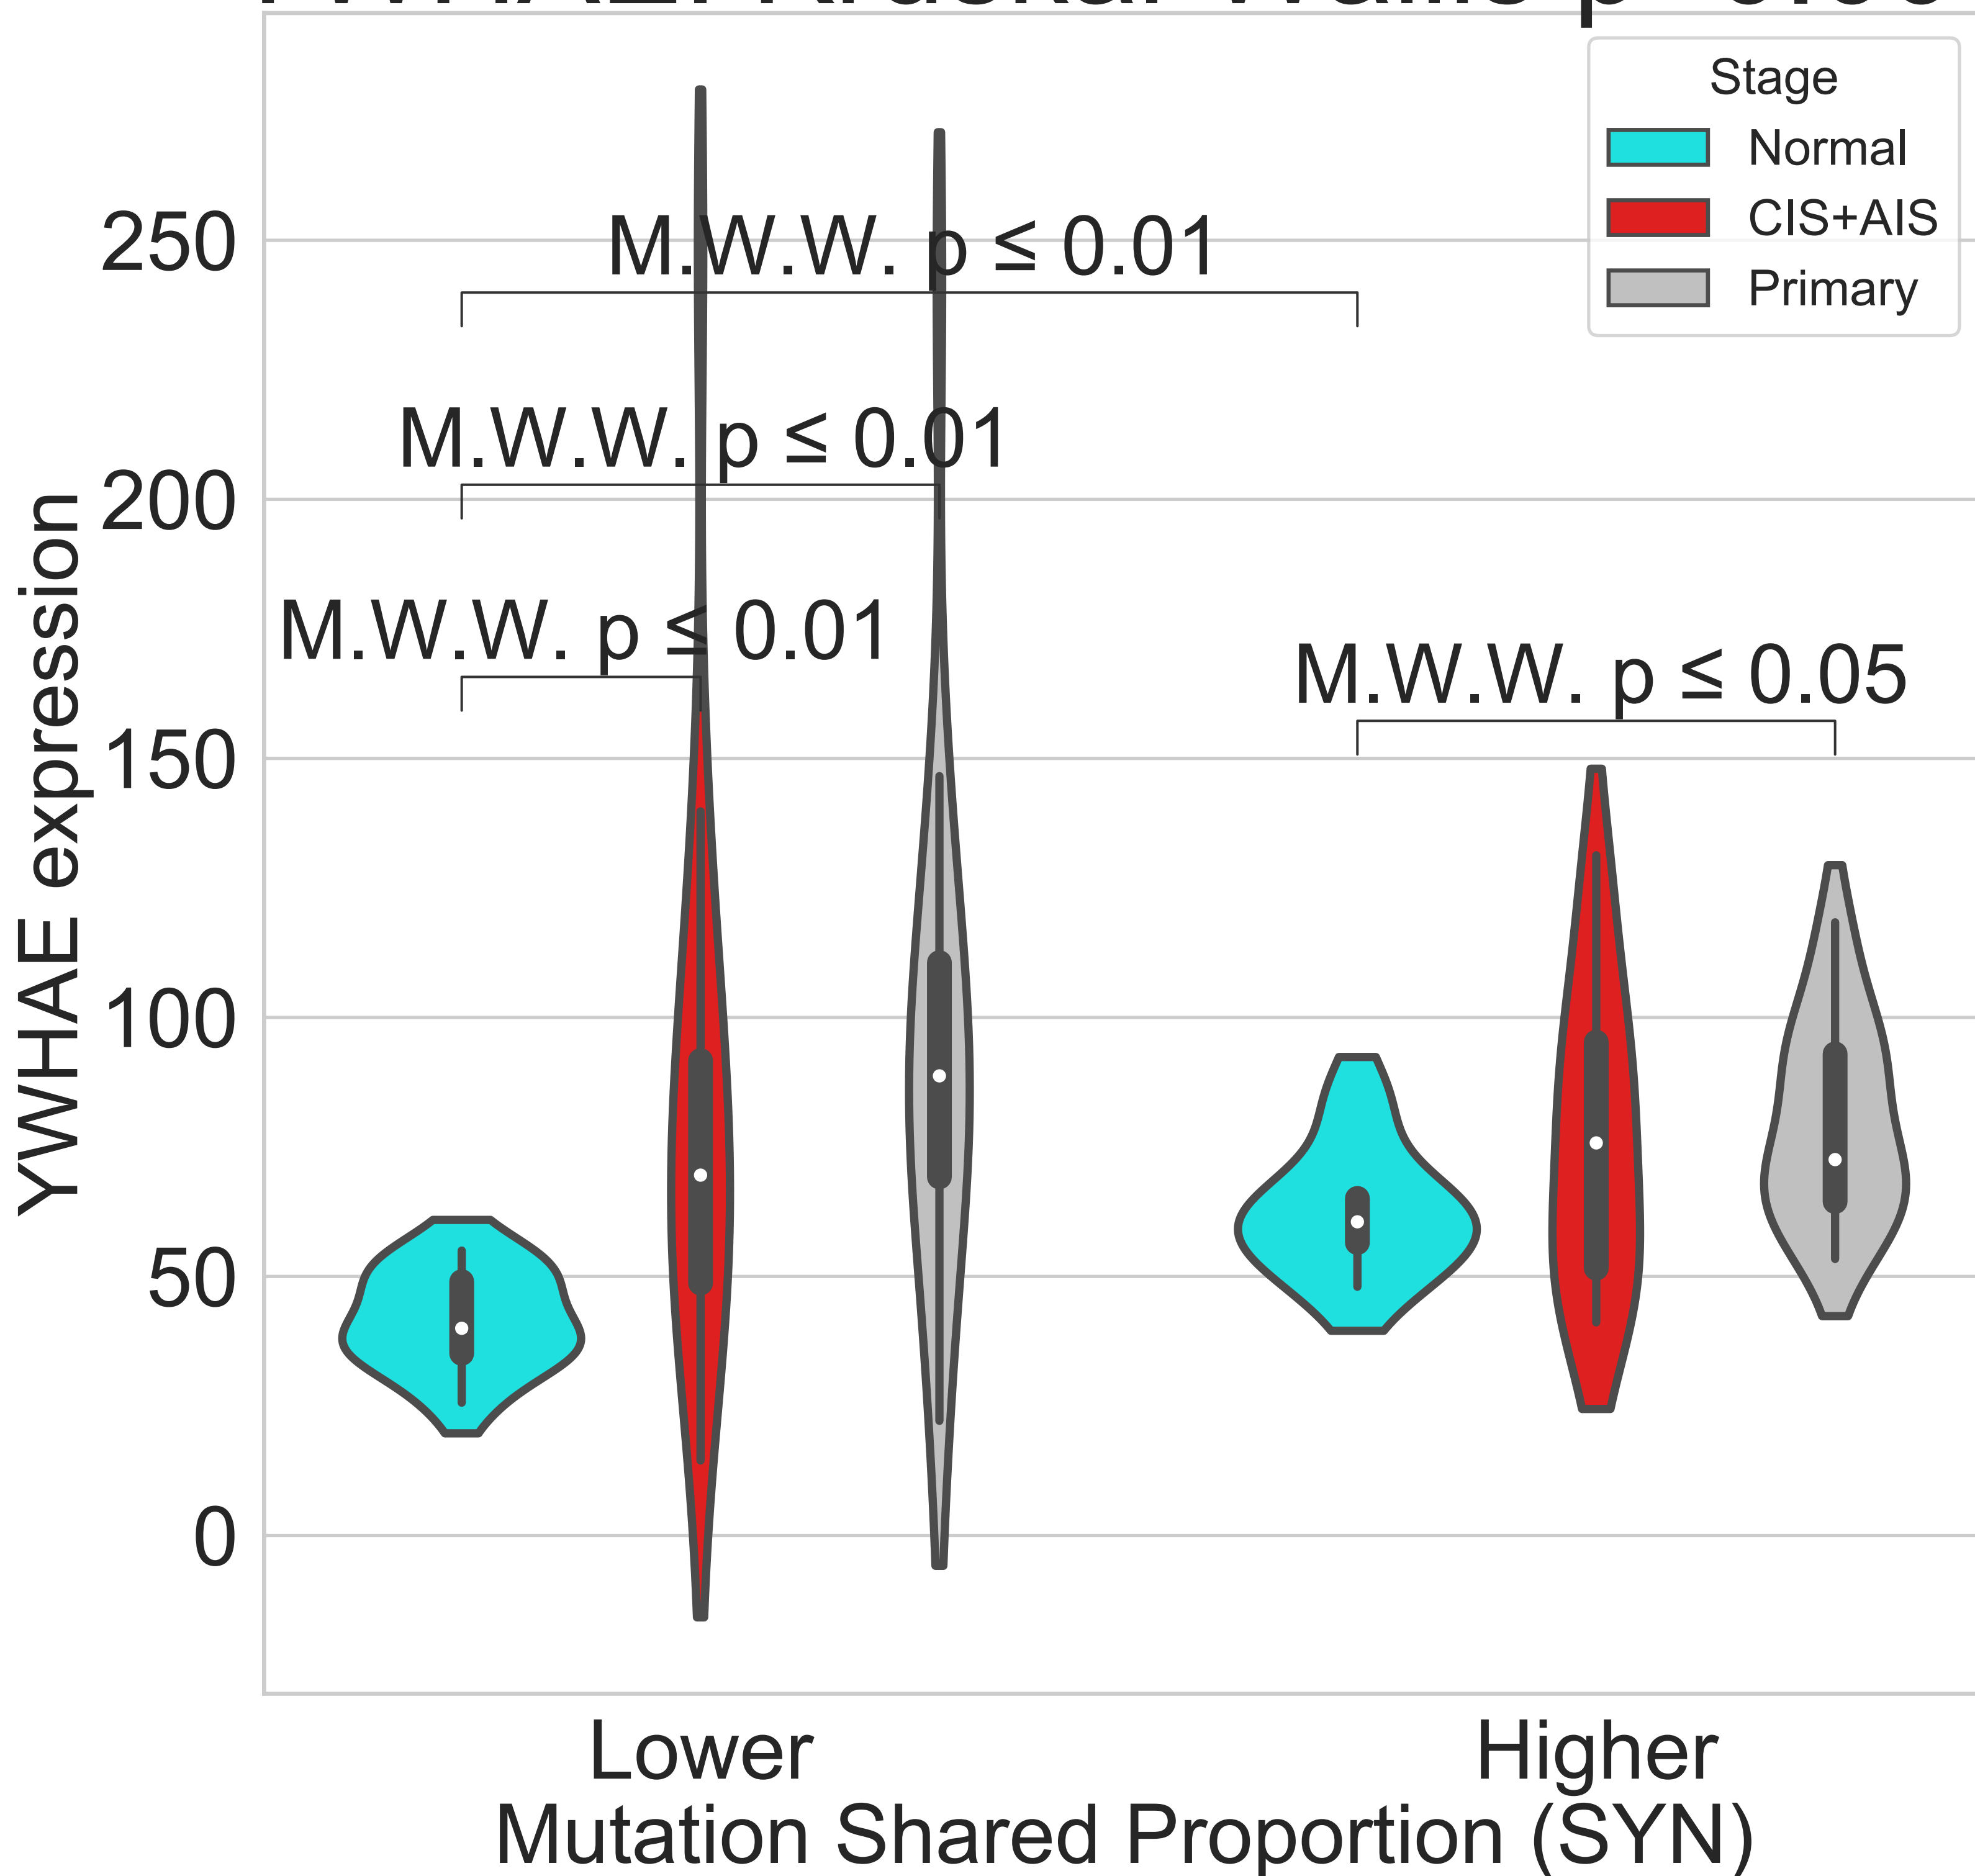 Stage
Normal
CIS+AIS
Primary
250
M.W.W. p ≤ 0.01
M.W.W. p ≤ 0.01
200
M.W.W. p ≤ 0.01
M.W.W. p ≤ 0.05
150
100
50
0
YWHAE expression
Lower
Higher
Mutation Shared Proportion (SYN)